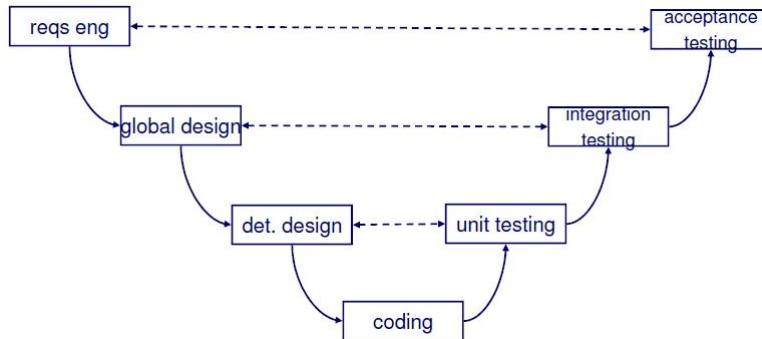 reqs eng
acceptance
testing
global design
integration
testing
det. design
unit testing
coding